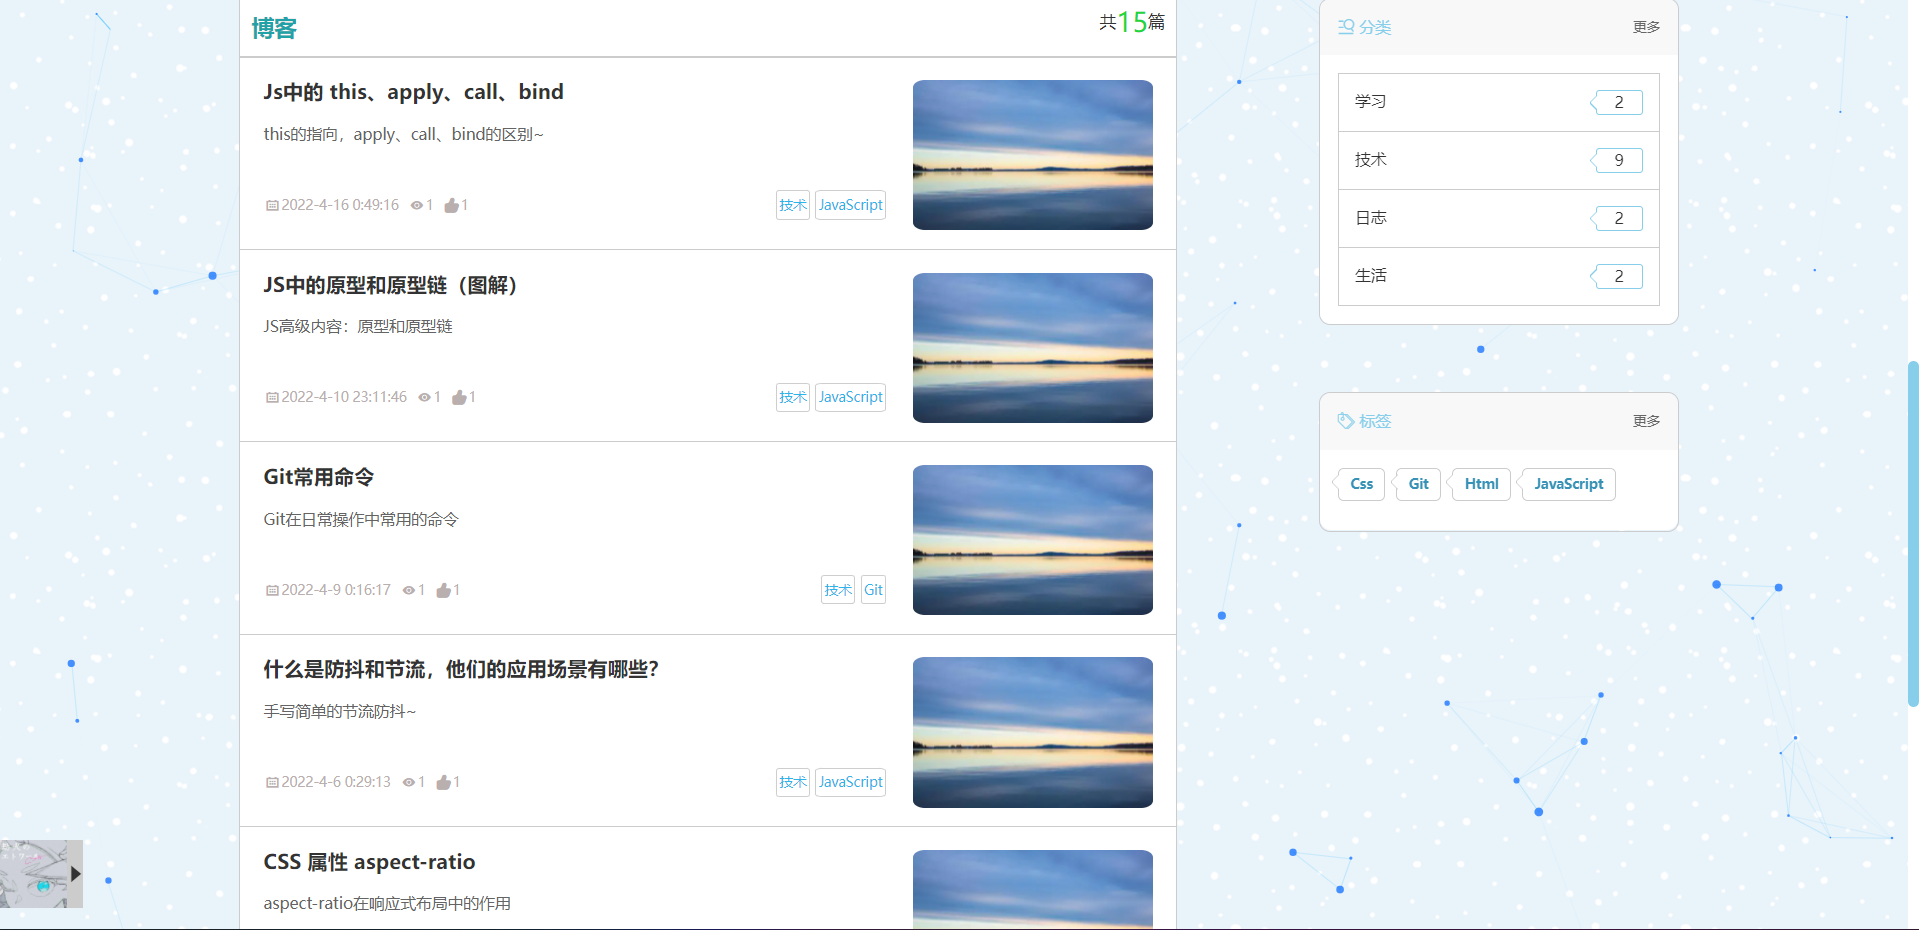 博客
共15篇
Js中的 this、apply、call、bind
this的指向，apply、call、bind的区别~
2022-4-16 0:49:16 1 1 技术 JavaScript
JS中的原型和原型链（图解）
JS高级内容：原型和原型链
2022-4-10 23:11:46 1 1 技术 JavaScript
Git常用命令
Git在日常操作中常用的命令
2022-4-9 0:16:17 1 1 技术 Git
什么是防抖和节流，他们的应用场景有哪些？
手写简单的节流防抖~
2022-4-6 0:29:13 1 1 技术 JavaScript
CSS 属性 aspect-ratio
aspect-ratio在响应式布局中的作用
分类 更多
学习 2
技术 9
日志 2
生活 2
标签 更多
Css Git Html JavaScript